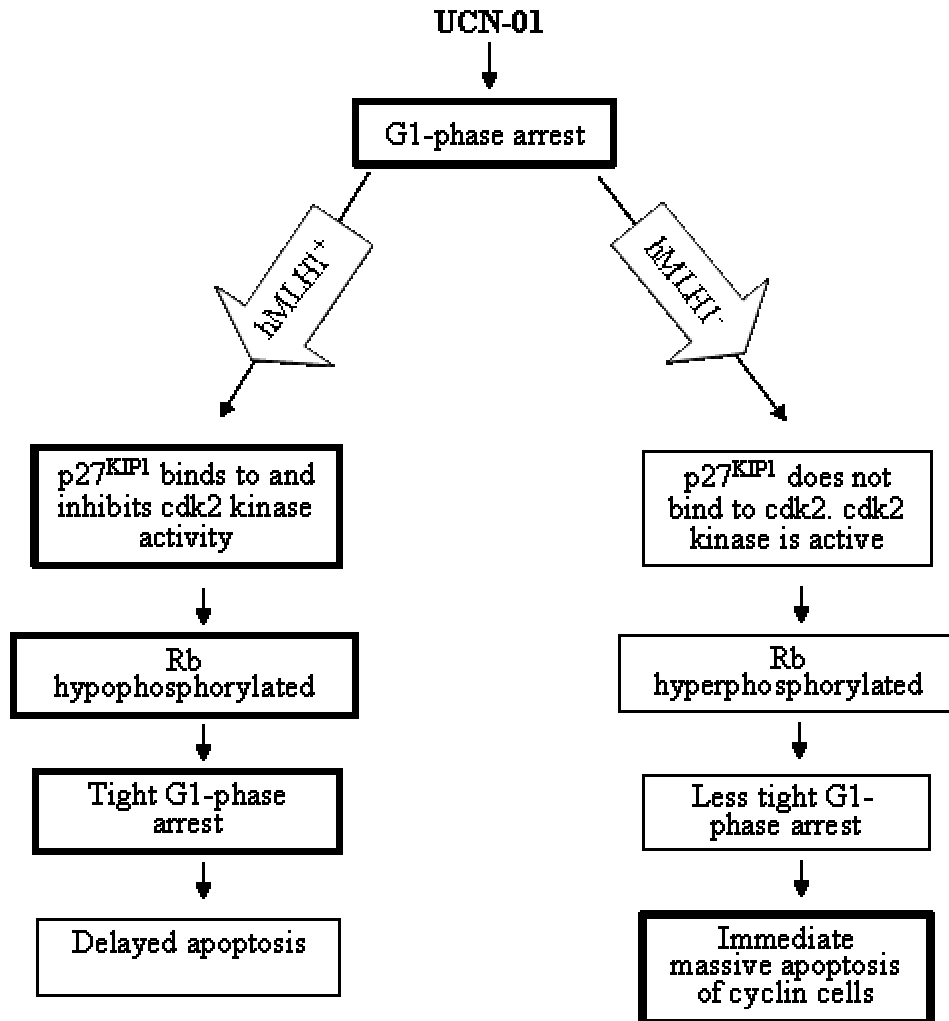 UCN-01
G1-phase arrest
hMLH1+
hMLH1-
p27KIP1 binds to and
inhibits cdk2 kinase
activity
Rb
hypophosphorylated
Tight G1-phase
arrest
Delayed apoptosis
p27KIP1 does not
bind to cdk2. cdk2
kinase is active
Rb
hyperphosphorylated
Less tight G1-
phase arrest
Immediate
massive apoptosis
of cyclin cells